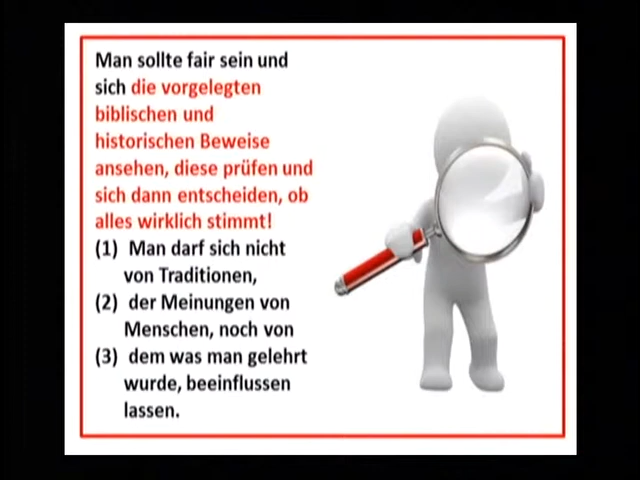 Man sollte fair sein und
sich die vorgelegten
biblischen und
historischen Beweise
ansehen, diese prüfen und
sich dann entscheiden, ob
alles wirklich stimmt!
(1) Man darf sich nicht
von Traditionen,
(2) der Meinungen von
Menschen, noch von
(3) dem was man gelehrt
wurde, beeinflussen
lassen.